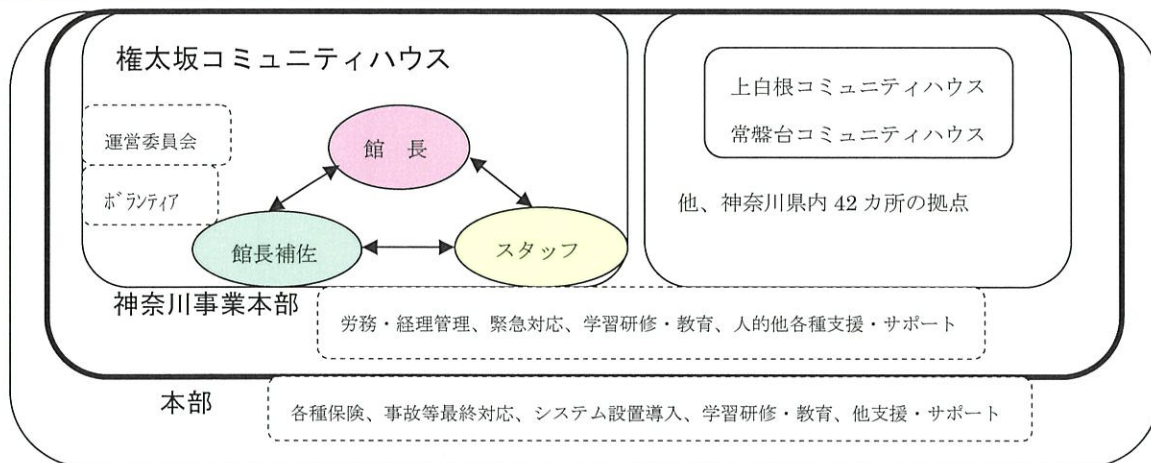 権太坂コミュニティハウス
運営委員会
ボランティア
館　長
館長補佐
スタッフ
上白根コミュニティハウス
常盤台コミュニティハウス
他、神奈川県内 42 カ所の拠点
神奈川事業本部
労務・経理管理、緊急対応、学習研修・教育、人的他各種支援・サポート
本部
各種保険、事故等最終対応、システム設置導入、学習研修・教育、他支援・サポート